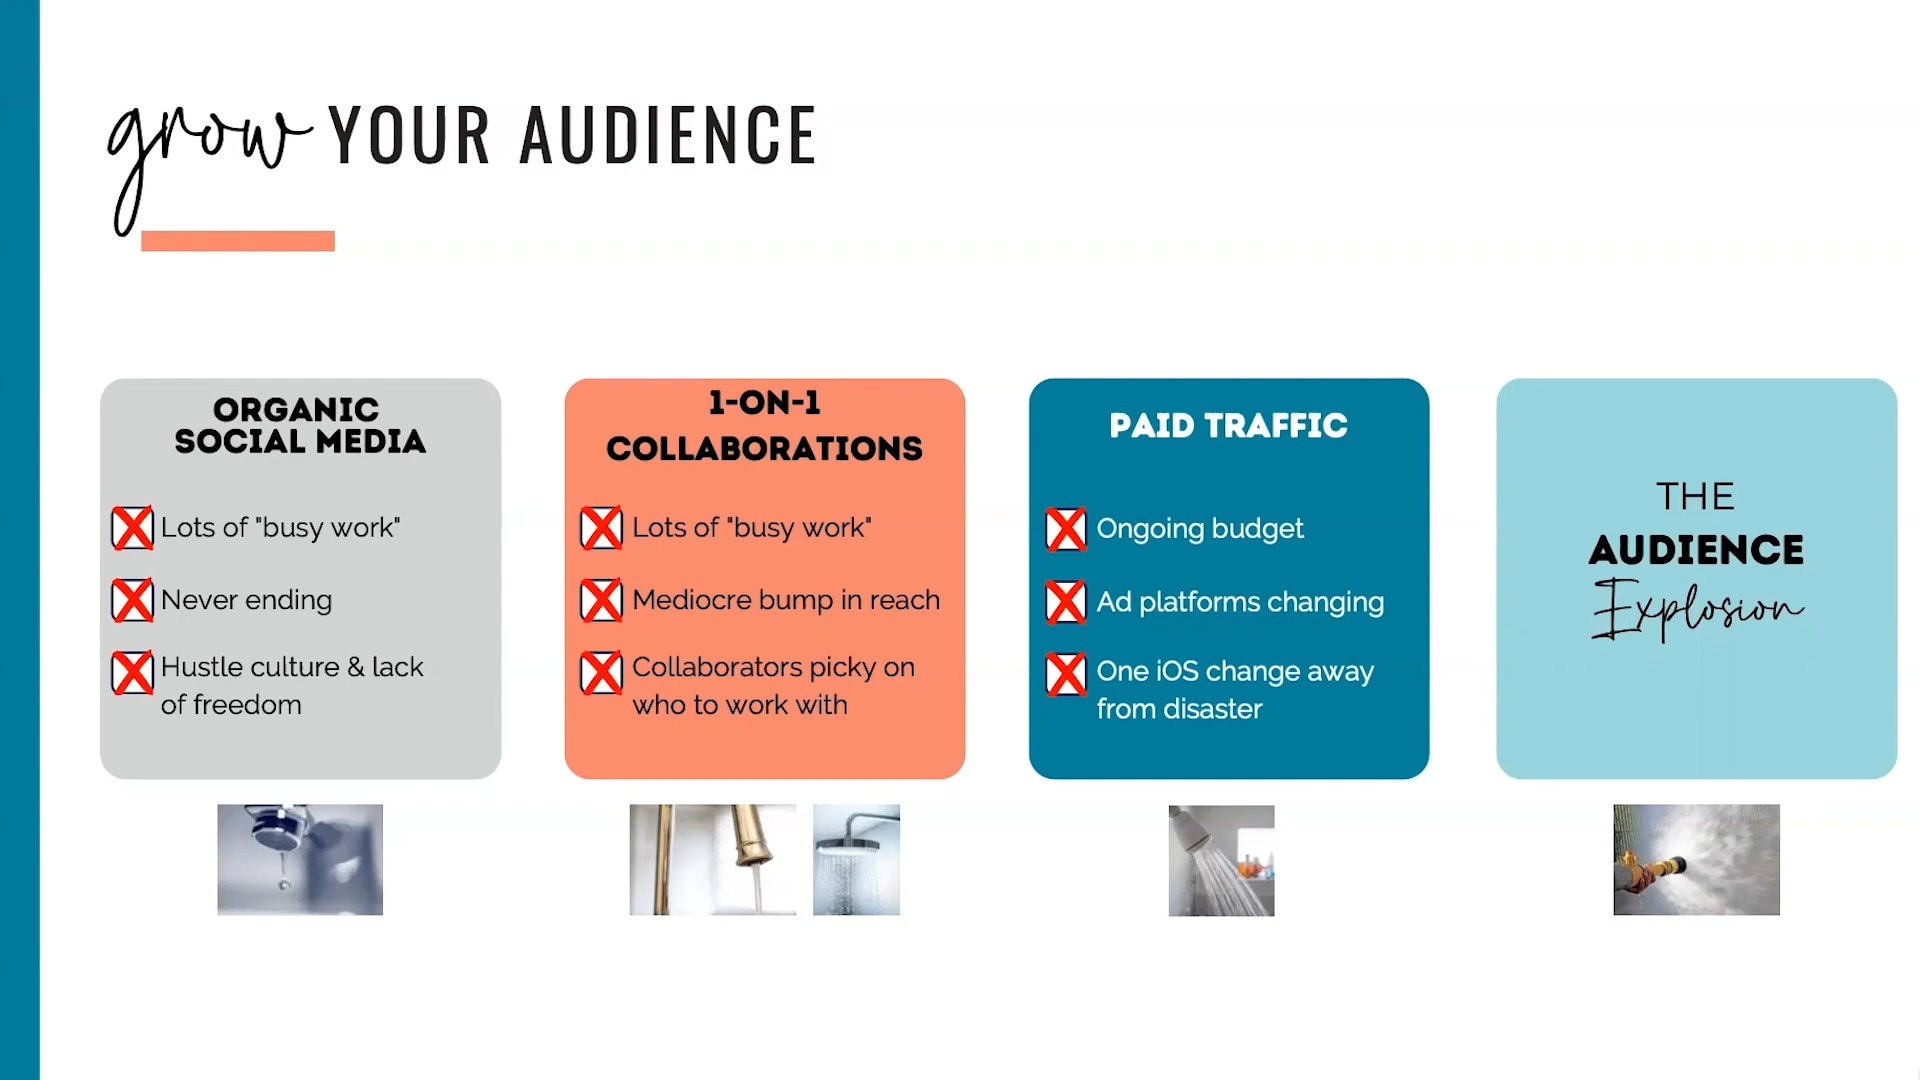 grow YOUR AUDIENCE
ORGANIC
SOCIAL MEDIA
Lots of "busy work"
Never ending
Hustle culture & lack
of freedom
1-ON-1
COLLABORATIONS
Lots of "busy work"
Mediocre bump in reach
Collaborators picky on
who to work with
PAID TRAFFIC
Ongoing budget
Ad platforms changing
One iOS change away
from disaster
THE
AUDIENCE
Explosion